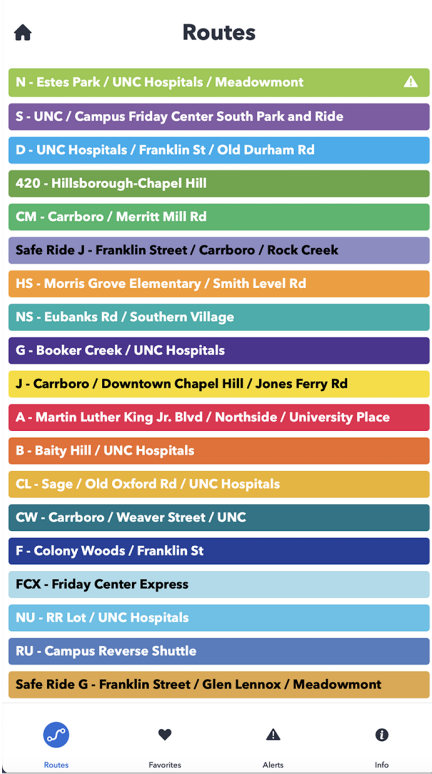 Routes
N - Estes Park / UNC Hospitals / Meadowmont
S - UNC / Campus Friday Center South Park and Ride
D - UNC Hospitals / Franklin St / Old Durham Rd
420 - Hillsborough-Chapel Hill
CM - Carrboro / Merritt Mill Rd
Safe Ride J - Franklin Street / Carrboro / Rock Creek
HS - Morris Grove Elementary / Smith Level Rd
NS - Eubanks Rd / Southern Village
G - Booker Creek / UNC Hospitals
J - Carrboro / Downtown Chapel Hill / Jones Ferry Rd
A - Martin Luther King Jr. Blvd / Northside / University Place
B - Baity Hill / UNC Hospitals
CL - Sage / Old Oxford Rd / UNC Hospitals
CW - Carrboro / Weaver Street / UNC
F - Colony Woods / Franklin St
FCX - Friday Center Express
NU - RR Lot / UNC Hospitals
RU - Campus Reverse Shuttle
Safe Ride G - Franklin Street / Glen Lennox / Meadowmont
Routes Favorites Alerts Info